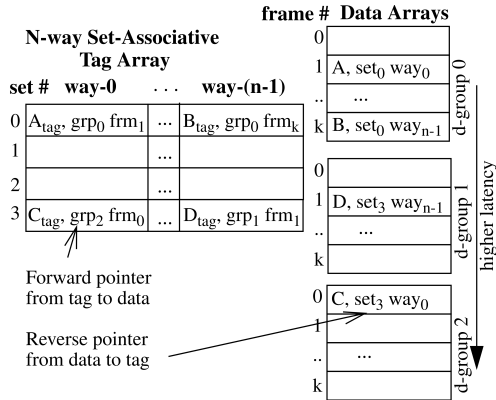 frame # Data Arrays
N-way Set-Associative
Tag Array
set # way-0 . . . way-(n-1)
0 A_tag, grp_0 frm_1 ... B_tag, grp_0 frm_k
1 ...
2 ...
3 C_tag, grp_2 frm_0 ... D_tag, grp_1 frm_1
Forward pointer
from tag to data
Reverse pointer
from data to tag
0
1 A, set_0 way_0
.. ...
k B, set_0 way_n-1
d-group 0
0
1 D, set_3 way_n-1
.. ...
k
d-group 1
0 C, set_3 way_0
1
.. ...
k
d-group 2
higher latency